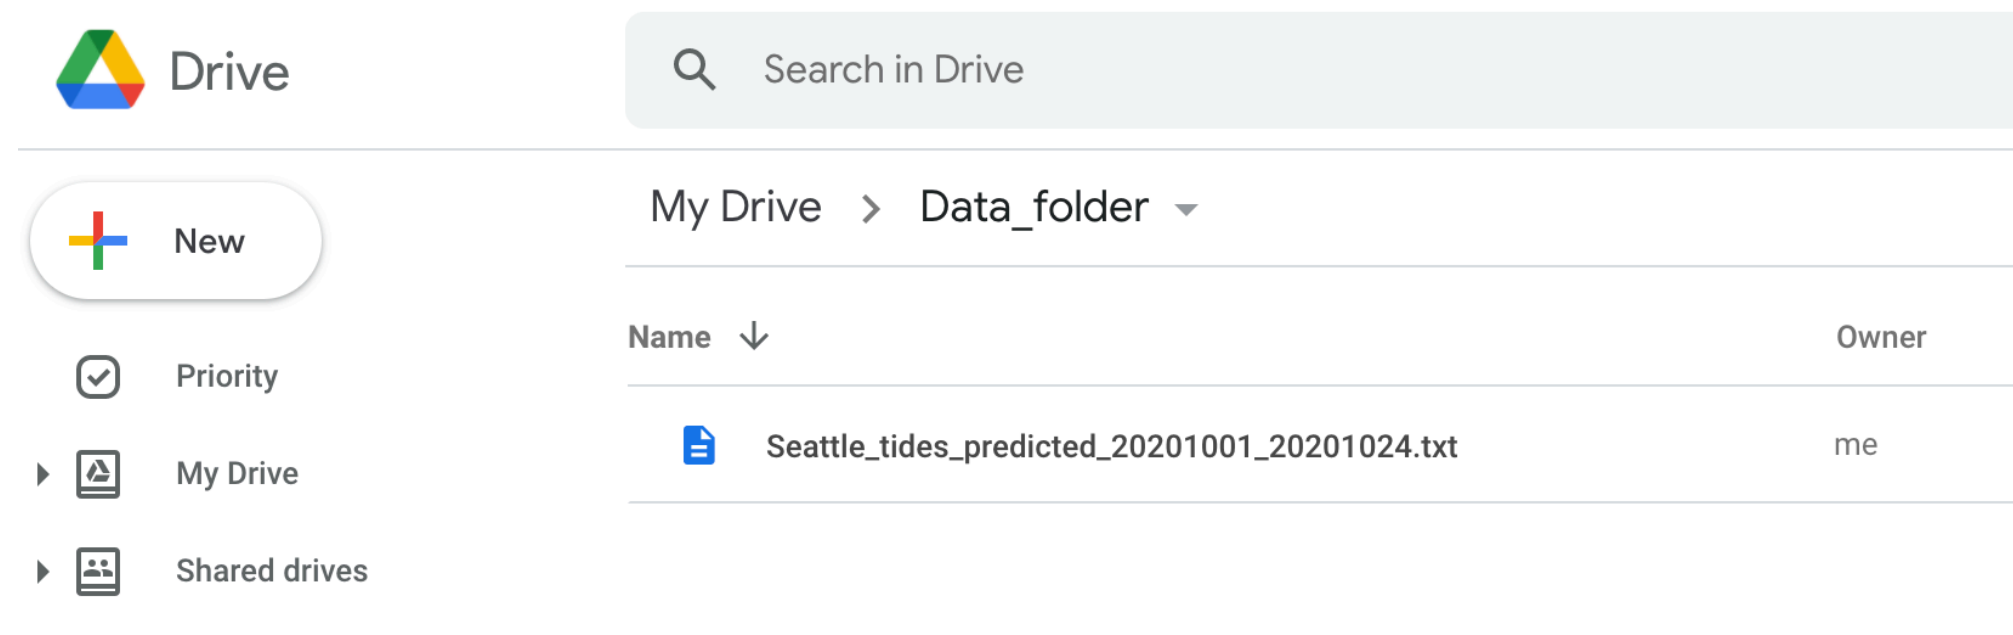 Drive
Search in Drive
New
My Drive
Data_folder
Name
Owner
Priority
Seattle_tides_predicted_20201001_20201024.txt
me
My Drive
Shared drives